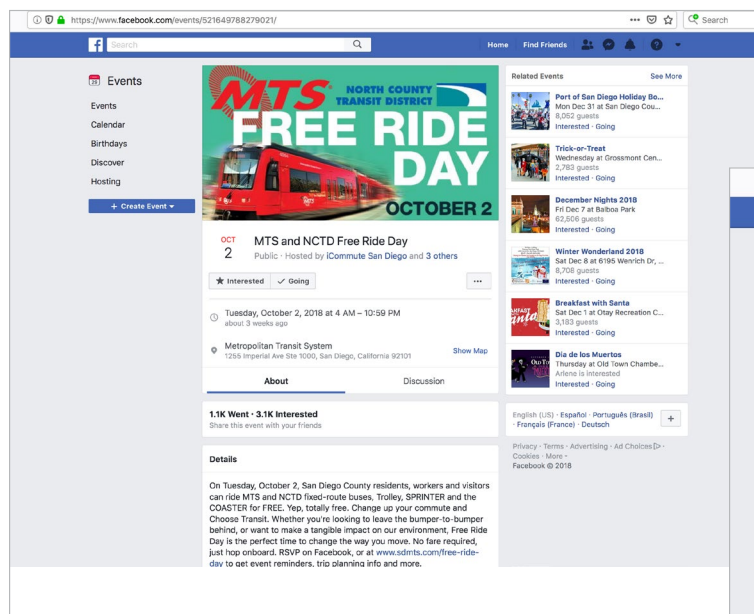 https://www.facebook.com/events/521649788279021/
Search
Search
Home Find Friends
Events
Events
Calendar
Birthdays
Discover
Hosting
+ Create Event
MTS
NORTH COUNTY
TRANSIT DISTRICT
FREE RIDE
DAY
OCTOBER 2
OCT
2
MTS and NCTD Free Ride Day
Public · Hosted by iCommute San Diego and 3 others
Interested
Going
Tuesday, October 2, 2018 at 4 AM – 10:59 PM
about 3 weeks ago
Metropolitan Transit System
1255 Imperial Ave Ste 1000, San Diego, California 92101
Show Map
About
Discussion
1.1K Went · 3.1K Interested
Share this event with your friends
Details
On Tuesday, October 2, San Diego County residents, workers and visitors
can ride MTS and NCTD fixed-route buses, Trolley, SPRINTER and the
COASTER for FREE. Yep, totally free. Change up your commute and
Choose Transit. Whether you're looking to leave the bumper-to-bumper
behind, or want to make a tangible impact on our environment, Free Ride
Day is the perfect time to change the way you move. No fare required,
just hop onboard. RSVP on Facebook, or at www.sdmts.com/free-ride-
day to get event reminders, trip planning info and more.
Related Events
See More
Port of San Diego Holiday Bo...
Mon Dec 31 at San Diego Cou...
8,052 guests
Interested · Going
Trick-or-Treat
Wednesday at Grossmont Cen...
2,783 guests
Interested · Going
December Nights 2018
Fri Dec 7 at Balboa Park
62,606 guests
Interested · Going
Winter Wonderland 2018
Sat Dec 8 at 6195 Wenrich Dr, ...
8,706 guests
Interested · Going
Breakfast with Santa
Sat Dec 1 at Otay Recreation C...
3,183 guests
Interested · Going
Dia de los Muertos
Thursday at Old Town Chambe...
Arlene is interested
Interested · Going
English (US) · Español · Português (Brasil)
· Français (France) · Deutsch
Privacy · Terms · Advertising · Ad Choices ·
Cookies · More
Facebook © 2018